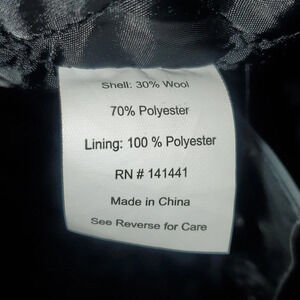 Shell: 30% Wool
70% Polyester
Lining: 100 % Polyester
RN # 141441
Made in China
See Reverse for Care